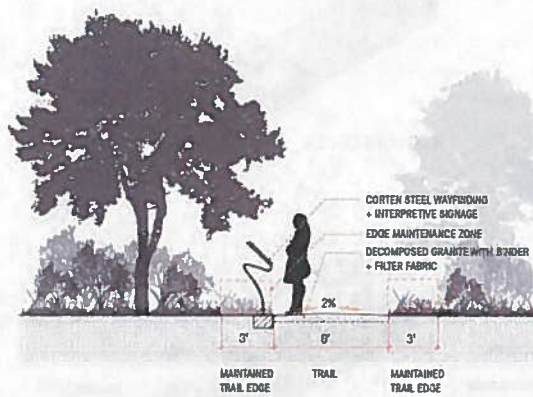 CORTEN STEEL WAYFINDING
+ INTERPRETIVE SIGNAGE
EDGE MAINTENANCE ZONE
DECOMPOSED GRANITE WITH BINDER
+ FILTER FABRIC
2%
3'
6'
3'
MAINTAINED
TRAIL EDGE
TRAIL
MAINTAINED
TRAIL EDGE